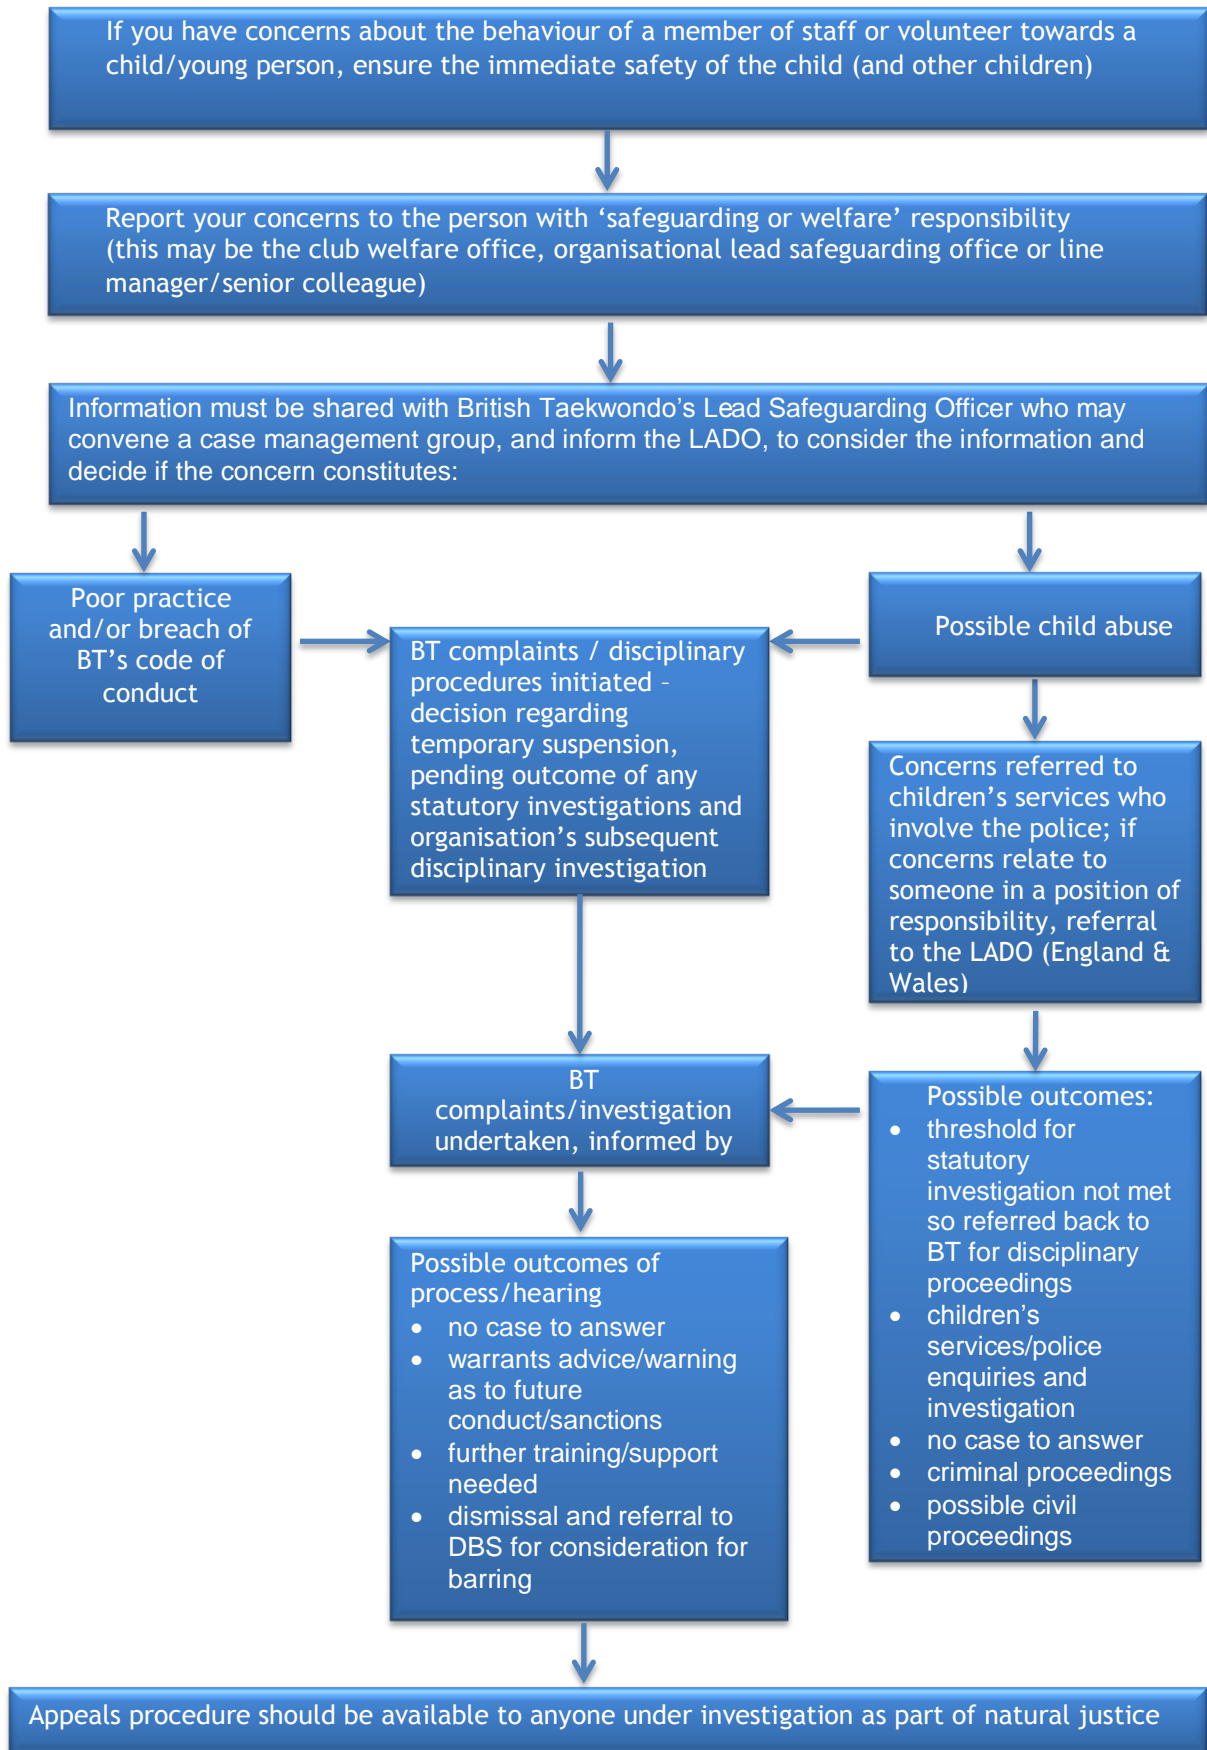 If you have concerns about the behaviour of a member of staff or volunteer towards a
child/young person, ensure the immediate safety of the child (and other children)
Report your concerns to the person with ‘safeguarding or welfare’ responsibility
(this may be the club welfare office, organisational lead safeguarding office or line
manager/senior colleague)
Information must be shared with British Taekwondo’s Lead Safeguarding Officer who may
convene a case management group, and inform the LADO, to consider the information and
decide if the concern constitutes:
Poor practice
and/or breach of
BT’s code of
conduct
BT complaints / disciplinary
procedures initiated –
decision regarding
temporary suspension,
pending outcome of any
statutory investigations and
organisation’s subsequent
disciplinary investigation
Possible child abuse
Concerns referred to
children’s services who
involve the police; if
concerns relate to
someone in a position of
responsibility, referral
to the LADO (England &
Wales)
BT
complaints/investigation
undertaken, informed by
Possible outcomes:
• threshold for
statutory
investigation not met
so referred back to
BT for disciplinary
proceedings
• children’s
services/police
enquiries and
investigation
• no case to answer
• criminal proceedings
• possible civil
proceedings
Possible outcomes of
process/hearing
• no case to answer
• warrants advice/warning
as to future
conduct/sanctions
• further training/support
needed
• dismissal and referral to
DBS for consideration for
barring
Appeals procedure should be available to anyone under investigation as part of natural justice